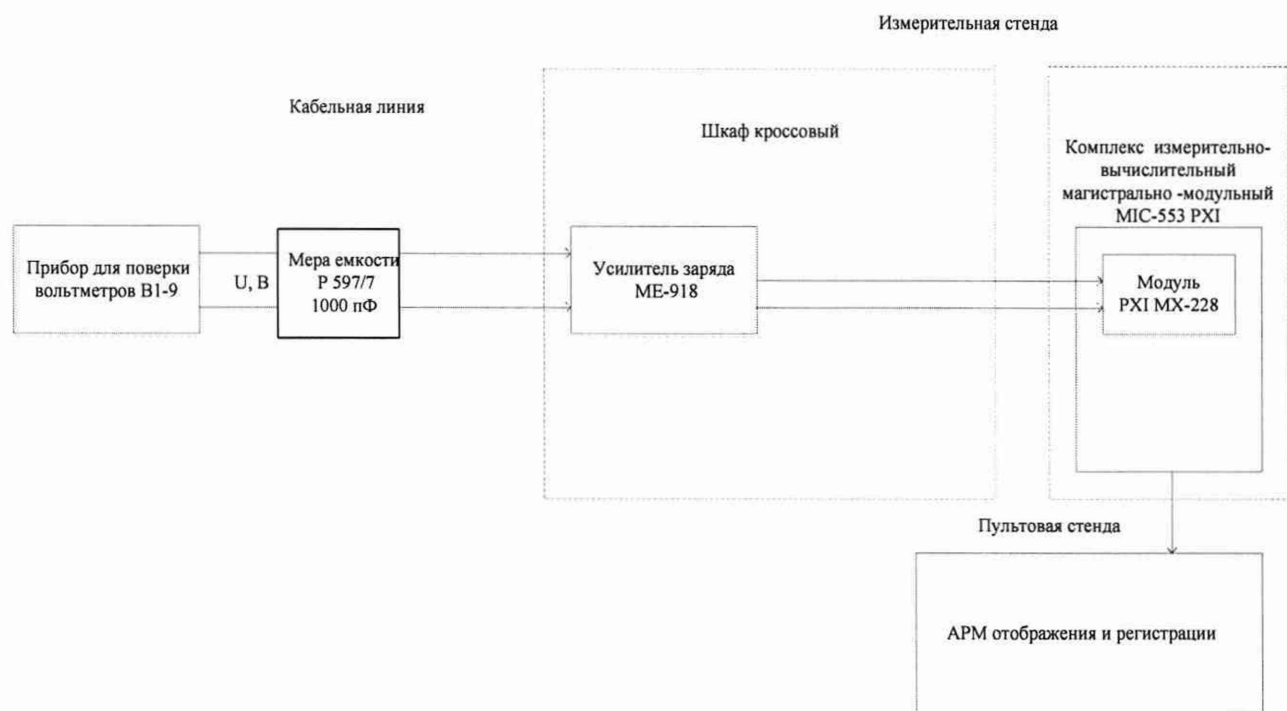 Измерительная стенда
Кабельная линия
Шкаф кроссовый
Комплекс измерительно-
вычислительный
магистрально -модульный
MIC-553 PXI
Прибор для поверки
вольтметров В1-9
U, В
Мера емкости
Р 597/7
1000 пФ
Усилитель заряда
МЕ-918
Модуль
PXI MX-228
Пультовая стенда
АРМ отображения и регистрации